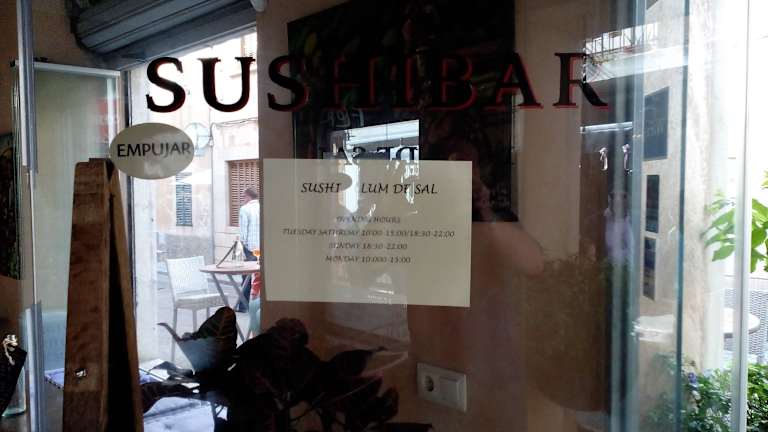 SUSHIBAR
EMPUJAR
SUSHI LUM DE SAL
OPENING HOURS
TUESDAY SATURDAY 10:00-15:00/18:30-22:00
SUNDAY 18:30-22:00
MONDAY 10:000-15:00